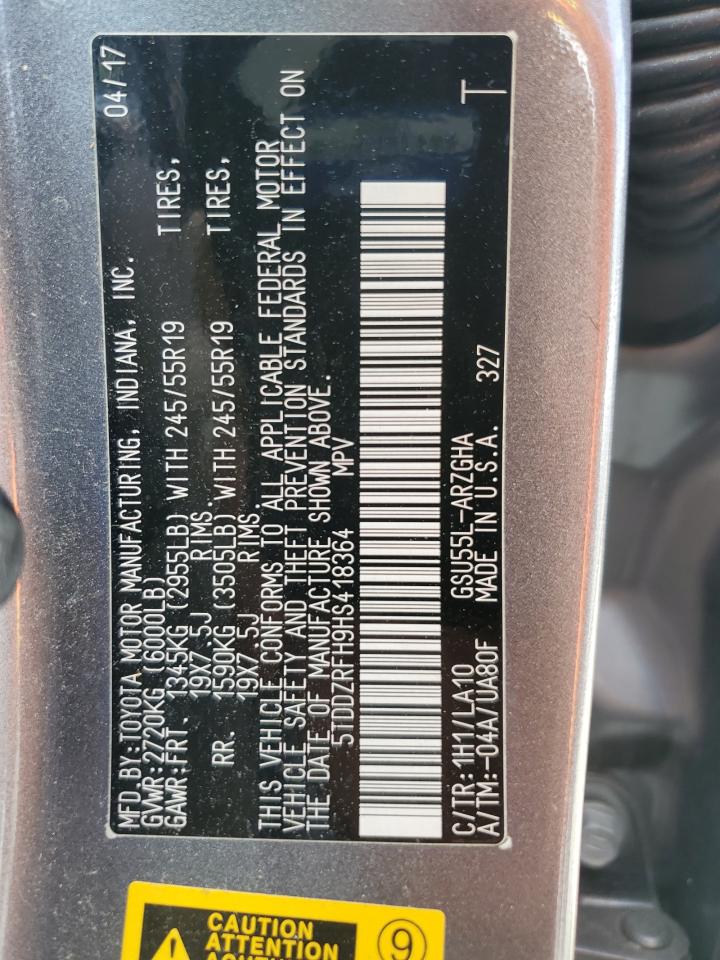 MFD. BY: TOYOTA MOTOR MANUFACTURING, INDIANA, INC. 04/17
GVWR: 2720KG (6000LB)
GAWR: FRT. 1345KG (2955LB) WITH 245/55R19 TIRES,
19X7.5J RIMS.
RR. 1590KG (3505LB) WITH 245/55R19 TIRES,
19X7.5J RIMS.
THIS VEHICLE CONFORMS TO ALL APPLICABLE FEDERAL MOTOR
VEHICLE SAFETY AND THEFT PREVENTION STANDARDS IN EFFECT ON
THE DATE OF MANUFACTURE SHOWN ABOVE.
5TDDZRFH9HS418364 MPV
C/TR: 1H1/LA10 GSU55L-ARZGHA T
A/TM: -04A/UA80F MADE IN U.S.A. 327
CAUTION
ATTENTION
9